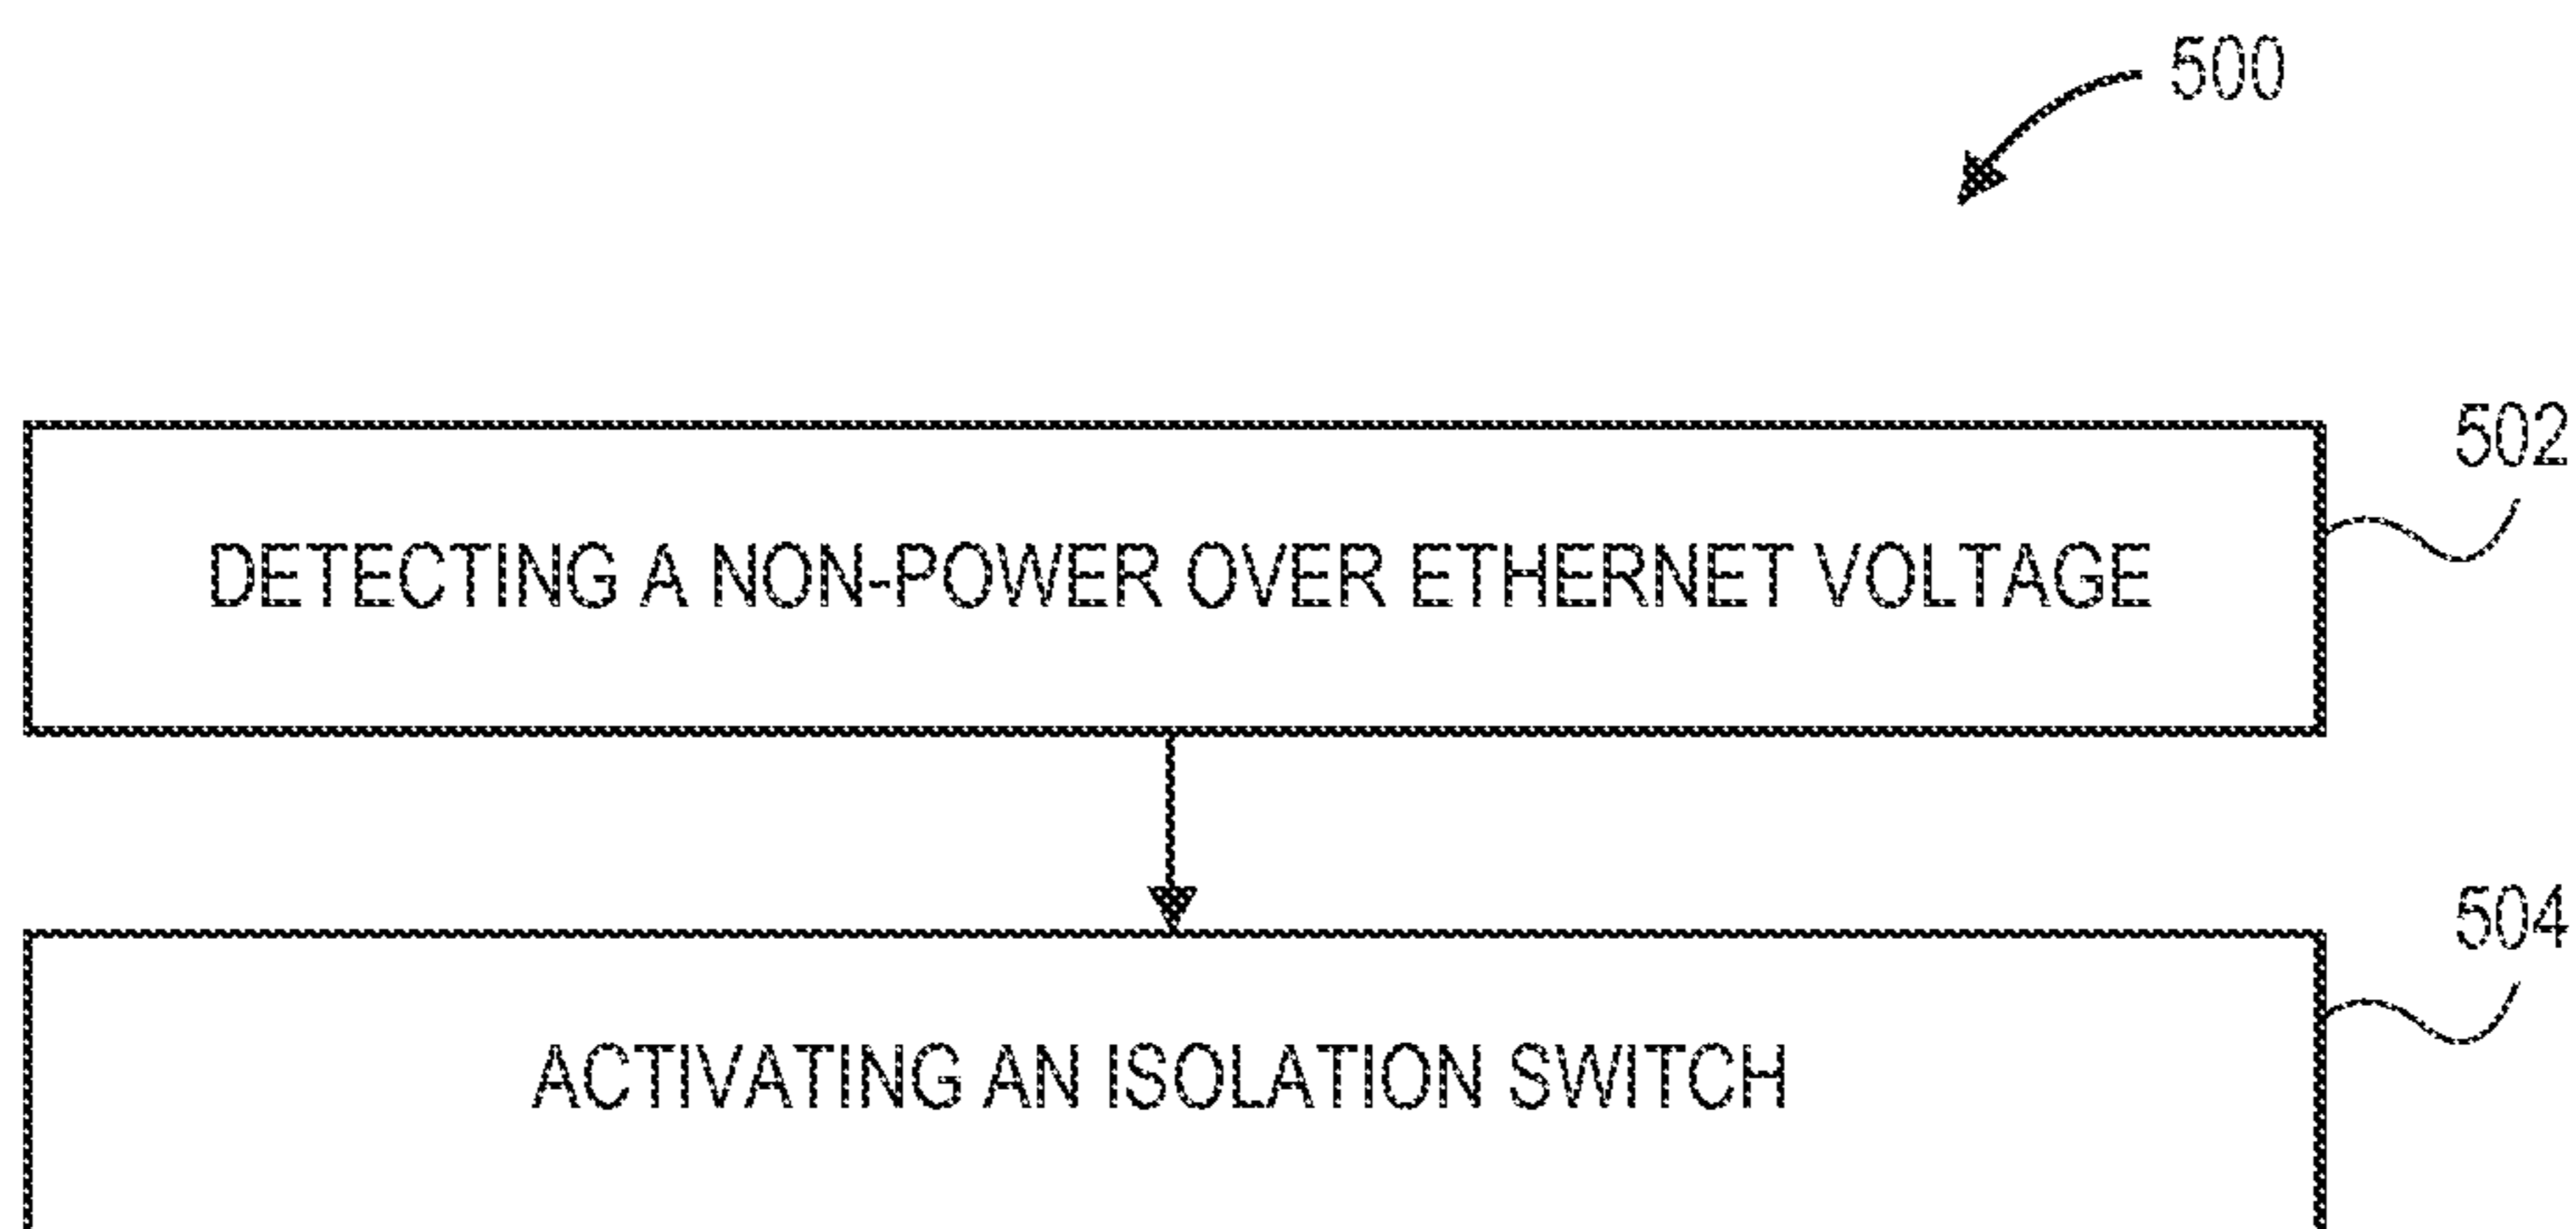 500
502
DETECTING A NON-POWER OVER ETHERNET VOLTAGE
504
ACTIVATING AN ISOLATION SWITCH